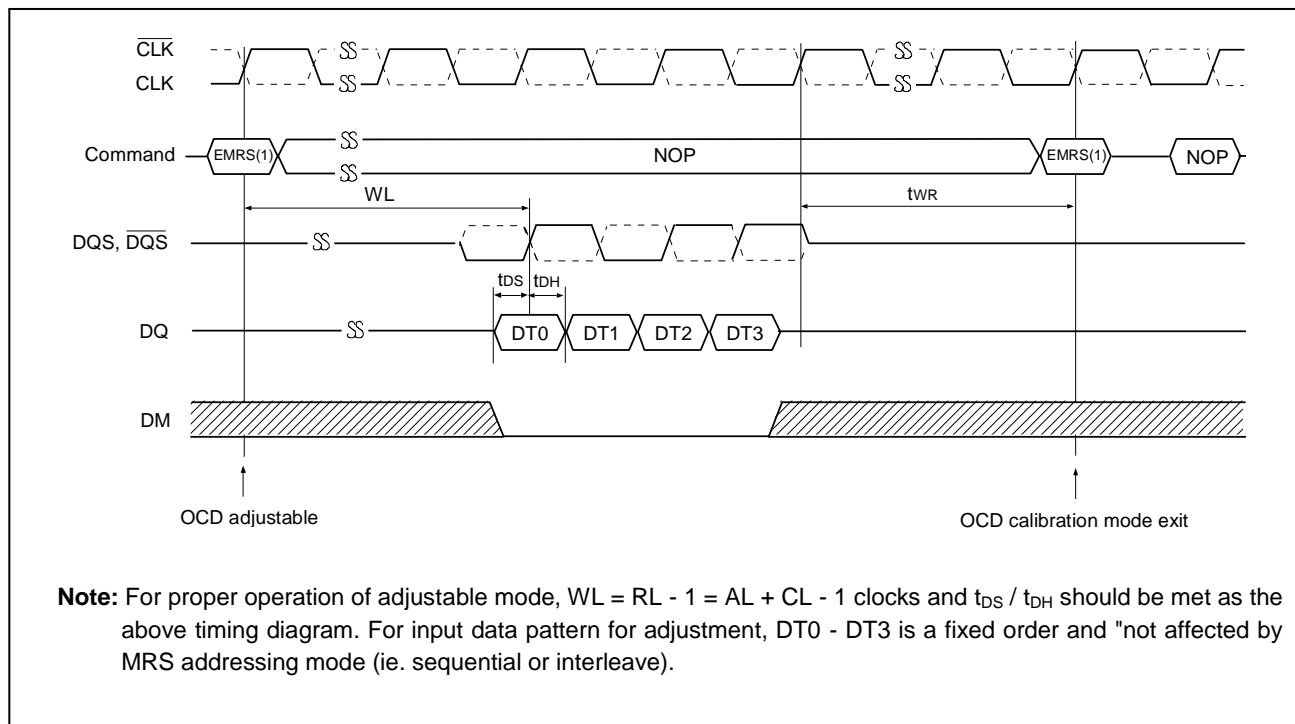 CLK
CLK
Command
EMRS(1)
NOP
EMRS(1)
NOP
WL
tWR
DQS, DQS
tDS
tDH
DQ
DT0
DT1
DT2
DT3
DM
OCD adjustable
OCD calibration mode exit
Note: For proper operation of adjustable mode, WL = RL - 1 = AL + CL - 1 clocks and tDS / tDH should be met as the
above timing diagram. For input data pattern for adjustment, DT0 - DT3 is a fixed order and "not affected by
MRS addressing mode (ie. sequential or interleave).